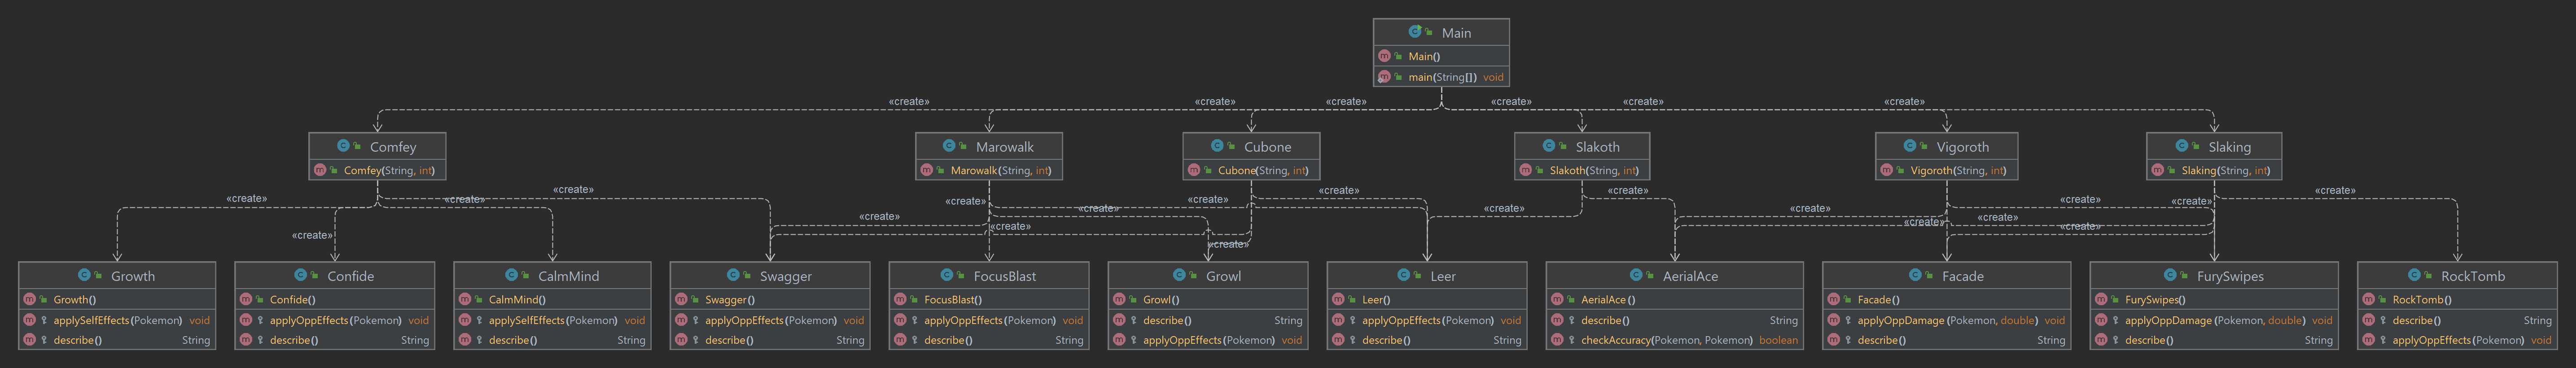 Main
Main()
main(String[]) void
«create» «create» «create» «create» «create» «create»
Comfey
Comfey(String, int)
Marowalk
Marowalk(String, int)
Cubone
Cubone(String, int)
Slakoth
Slakoth(String, int)
Vigoroth
Vigoroth(String, int)
Slaking
Slaking(String, int)
«create» «create» «create» «create»
«create» «create» «create» «create» «create» «create» «create»
«create» «create» «create»
«create» «create» «create»
«create» «create» «create»
«create»
«create»
Growth
Growth()
applySelfEffects(Pokemon) void
describe() String
Confide
Confide()
applyOppEffects(Pokemon) void
describe() String
CalmMind
CalmMind()
applySelfEffects(Pokemon) void
describe() String
Swagger
Swagger()
applyOppEffects(Pokemon) void
describe() String
FocusBlast
FocusBlast()
applyOppEffects(Pokemon) void
describe() String
Growl
Growl()
describe() String
applyOppEffects(Pokemon) void
Leer
Leer()
applyOppEffects(Pokemon) void
describe() String
AerialAce
AerialAce()
describe() String
checkAccuracy(Pokemon, Pokemon) boolean
Facade
Facade()
applyOppDamage(Pokemon, double) void
describe() String
FurySwipes
FurySwipes()
applyOppDamage(Pokemon, double) void
describe() String
RockTomb
RockTomb()
describe() String
applyOppEffects(Pokemon) void